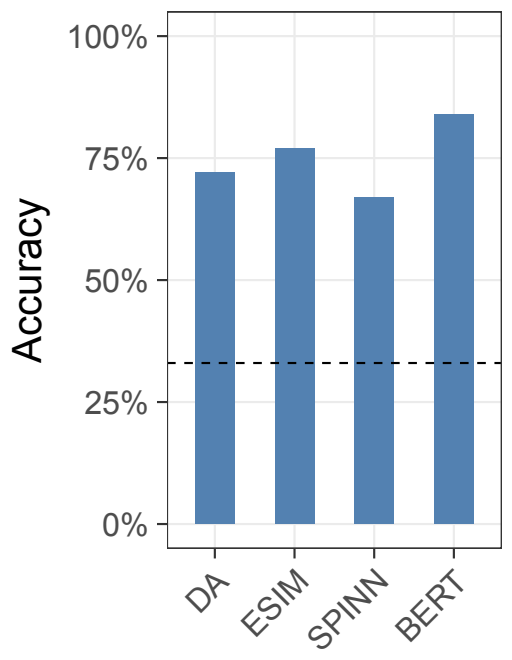 100%
75%
50%
25%
0%
Accuracy
DA
ESIM
SPINN
BERT